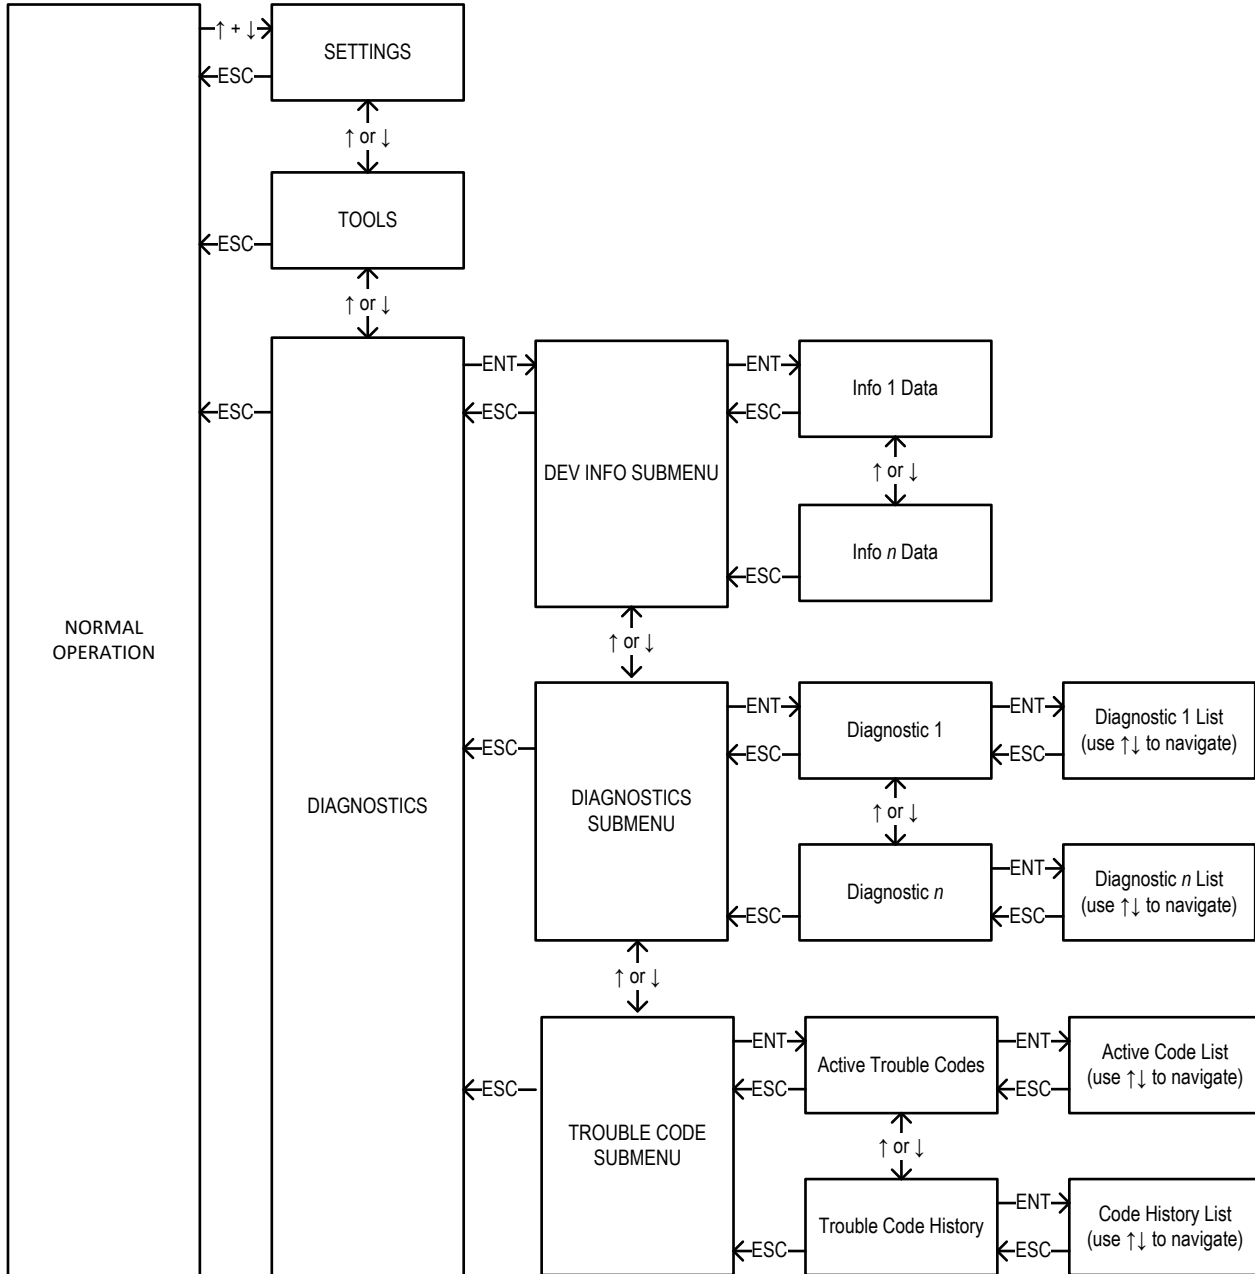 ↑ + ↓
SETTINGS
ESC
↑ or ↓
TOOLS
ESC
↑ or ↓
NORMAL
OPERATION
DIAGNOSTICS
ESC
ENT
ESC
DEV INFO SUBMENU
ENT
ESC
Info 1 Data
↑ or ↓
Info n Data
ESC
↑ or ↓
ESC
DIAGNOSTICS
SUBMENU
ENT
ESC
Diagnostic 1
ENT
ESC
Diagnostic 1 List
(use ↑↓ to navigate)
↑ or ↓
ESC
Diagnostic n
ENT
ESC
Diagnostic n List
(use ↑↓ to navigate)
↑ or ↓
ESC
TROUBLE CODE
SUBMENU
ENT
ESC
Active Trouble Codes
ENT
ESC
Active Code List
(use ↑↓ to navigate)
↑ or ↓
ESC
Trouble Code History
ENT
ESC
Code History List
(use ↑↓ to navigate)